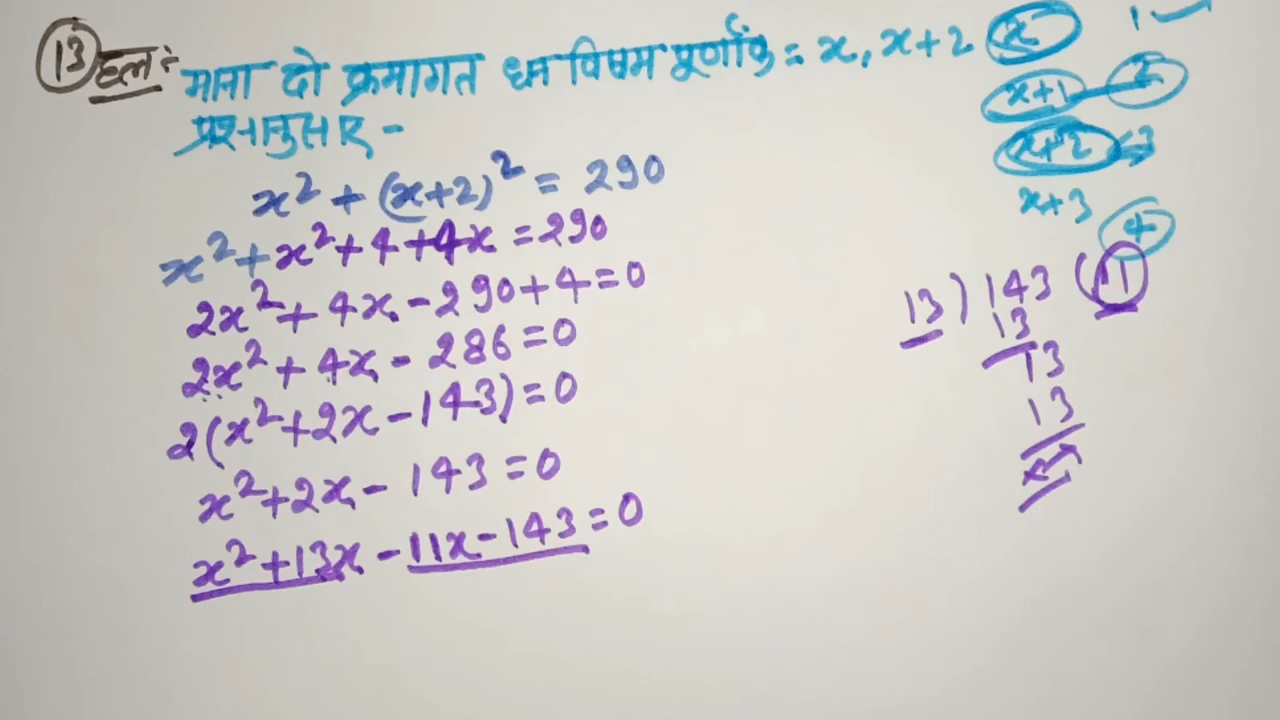 13 हल :-
माना दो क्रमागत धन विषम पूर्णांक = x, x+2
प्रश्नानुसार -
x² + (x+2)² = 290
x² + x² + 4 + 4x = 290
2x² + 4x - 290 + 4 = 0
2x² + 4x - 286 = 0
2(x² + 2x - 143) = 0
x² + 2x - 143 = 0
x² + 13x - 11x - 143 = 0
x 1
x+1 - 2
x+2 3
x+3 4
13 ) 143 ( 11
13
13
13